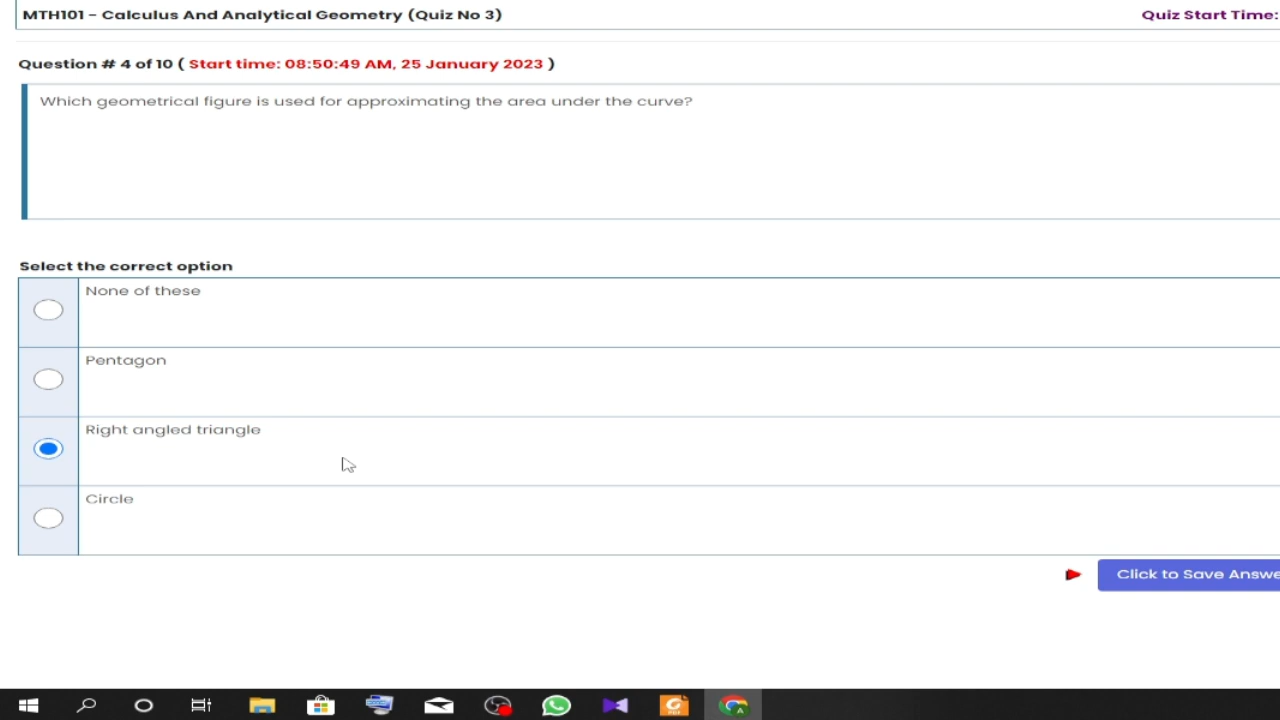 MTH101 - Calculus And Analytical Geometry (Quiz No 3)
Quiz Start Time:
Question # 4 of 10 ( Start time: 08:50:49 AM, 25 January 2023 )
Which geometrical figure is used for approximating the area under the curve?
Select the correct option
None of these
Pentagon
Right angled triangle
Circle
Click to Save Answe